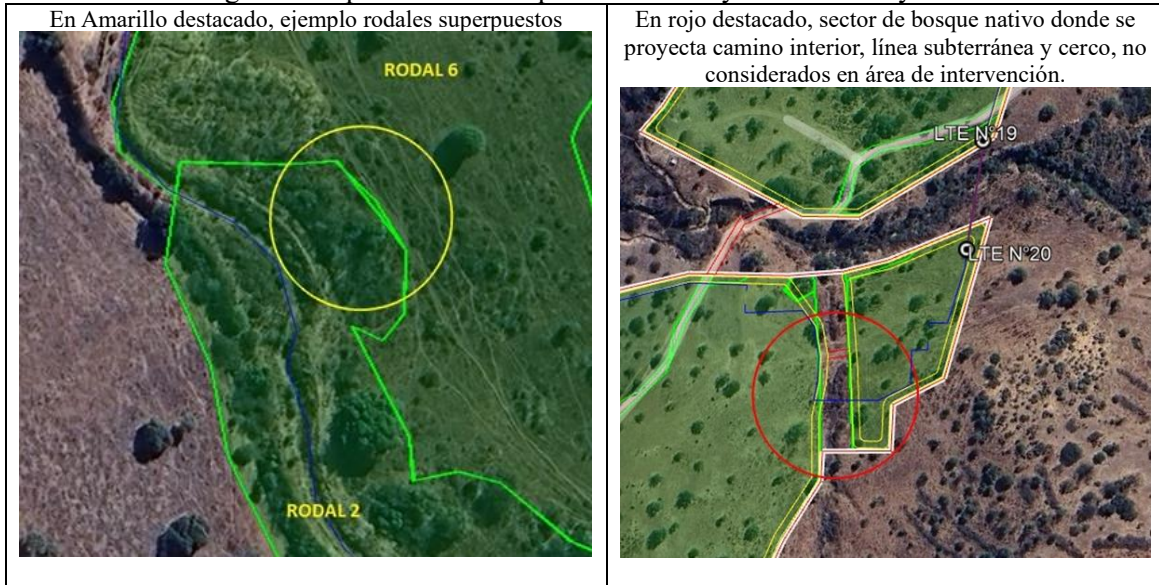 En Amarillo destacado, ejemplo rodales superpuestos
RODAL 6
RODAL 2
En rojo destacado, sector de bosque nativo donde se
proyecta camino interior, línea subterránea y cerco, no
considerados en área de intervención.
LTE N°19
LTE N°20